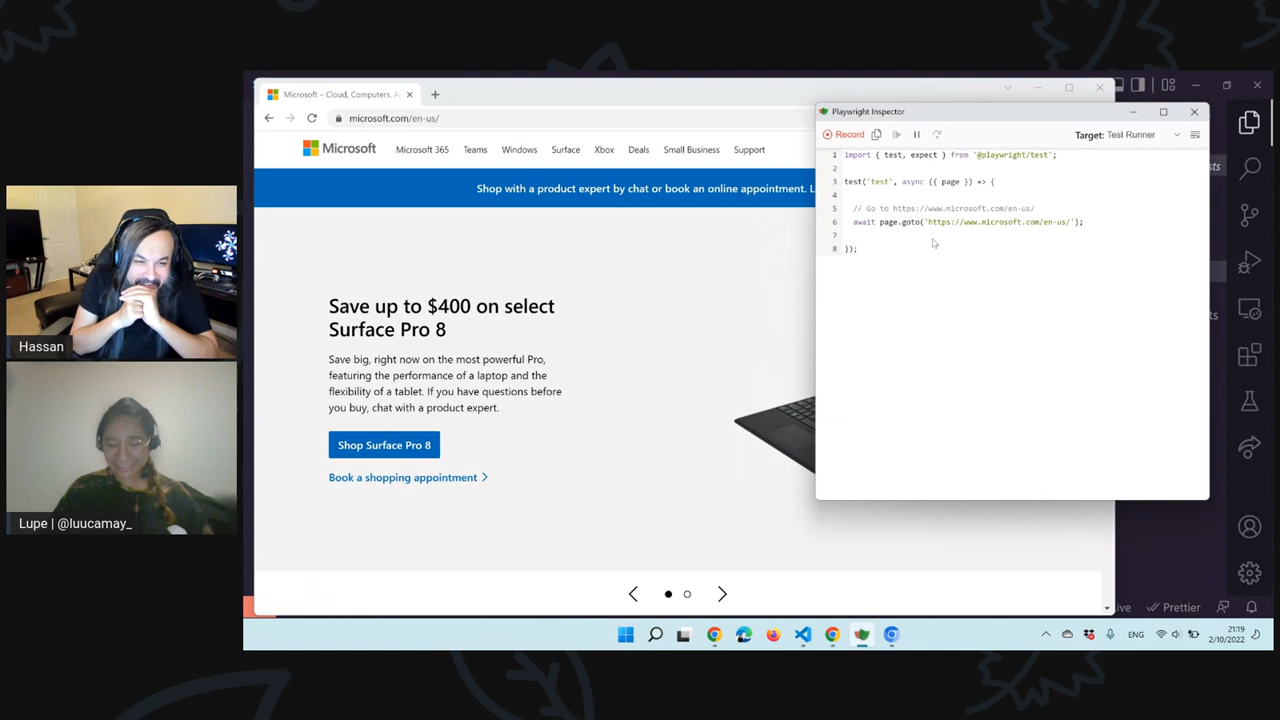 Hassan
Lupe | @luucamay_
Microsoft – Cloud, Computers, A
microsoft.com/en-us/
Microsoft
Microsoft 365
Teams
Windows
Surface
Xbox
Deals
Small Business
Support
Shop with a product expert by chat or book an online appointment. L
Save up to $400 on select
Surface Pro 8
Save big, right now on the most powerful Pro,
featuring the performance of a laptop and the
flexibility of a tablet. If you have questions before
you buy, chat with a product expert.
Shop Surface Pro 8
Book a shopping appointment
Playwright Inspector
Record
Target: Test Runner
1 import { test, expect } from '@playwright/test';
2
3 test('test', async ({ page }) => {
4
5 // Go to https://www.microsoft.com/en-us/
6 await page.goto('https://www.microsoft.com/en-us/');
7
8 });
sts
ts
ive
Prettier
ENG
21:19
2/10/2022